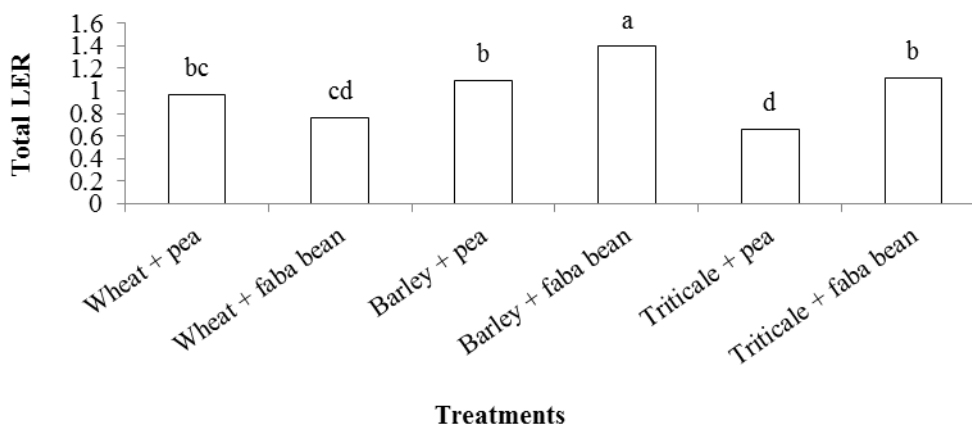 Total LER
1.6
1.4
1.2
1
0.8
0.6
0.4
0.2
0
bc
cd
b
a
d
b
Wheat + pea
Wheat + faba bean
Barley + pea
Barley + faba bean
Triticale + pea
Triticale + faba bean
Treatments